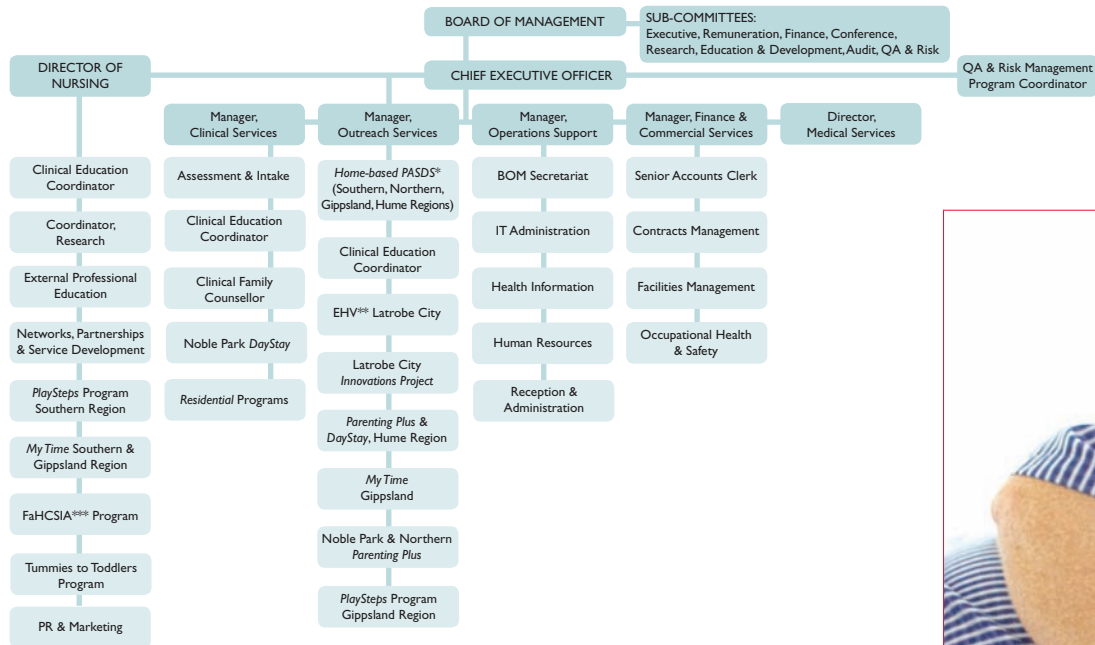 BOARD OF MANAGEMENT
SUB-COMMITTEES:
Executive, Remuneration, Finance, Conference,
Research, Education & Development, Audit, QA & Risk
DIRECTOR OF
NURSING
CHIEF EXECUTIVE OFFICER
QA & Risk Management
Program Coordinator
Manager,
Clinical Services
Manager,
Outreach Services
Manager,
Operations Support
Manager, Finance &
Commercial Services
Director,
Medical Services
Clinical Education
Coordinator
Coordinator,
Research
External Professional
Education
Networks, Partnerships
& Service Development
PlaySteps Program
Southern Region
My Time Southern &
Gippsland Region
FaHCSIA*** Program
Tummies to Toddlers
Program
PR & Marketing
Assessment & Intake
Clinical Education
Coordinator
Clinical Family
Counsellor
Noble Park DayStay
Residential Programs
Home-based PASDS*
(Southern, Northern,
Gippsland, Hume Regions)
Clinical Education
Coordinator
EHV** Latrobe City
Latrobe City
Innovations Project
Parenting Plus &
DayStay, Hume Region
My Time
Gippsland
Noble Park & Northern
Parenting Plus
PlaySteps Program
Gippsland Region
BOM Secretariat
IT Administration
Health Information
Human Resources
Reception &
Administration
Senior Accounts Clerk
Contracts Management
Facilities Management
Occupational Health
& Safety